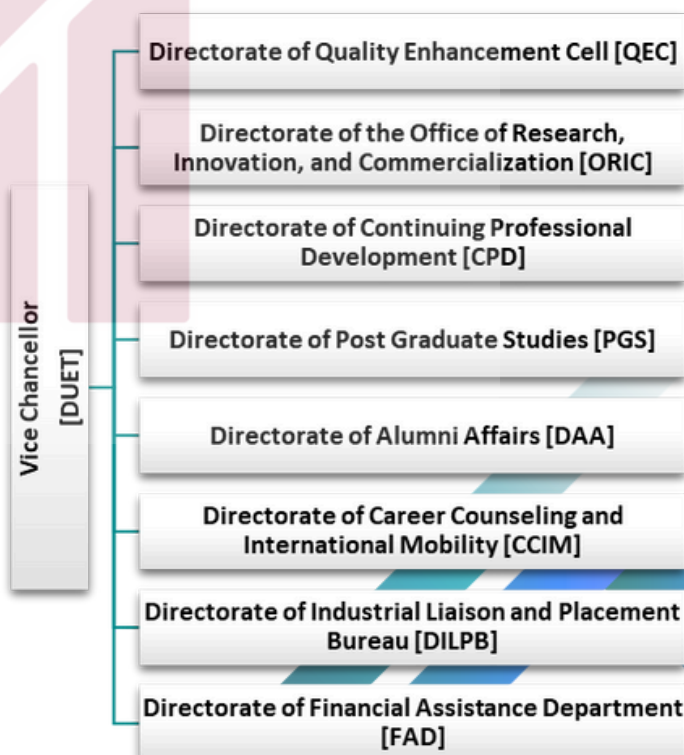 Vice Chancellor
[DUET]
Directorate of Quality Enhancement Cell [QEC]
Directorate of the Office of Research,
Innovation, and Commercialization [ORIC]
Directorate of Continuing Professional
Development [CPD]
Directorate of Post Graduate Studies [PGS]
Directorate of Alumni Affairs [DAA]
Directorate of Career Counseling and
International Mobility [CCIM]
Directorate of Industrial Liaison and Placement
Bureau [DILPB]
Directorate of Financial Assistance Department
[FAD]